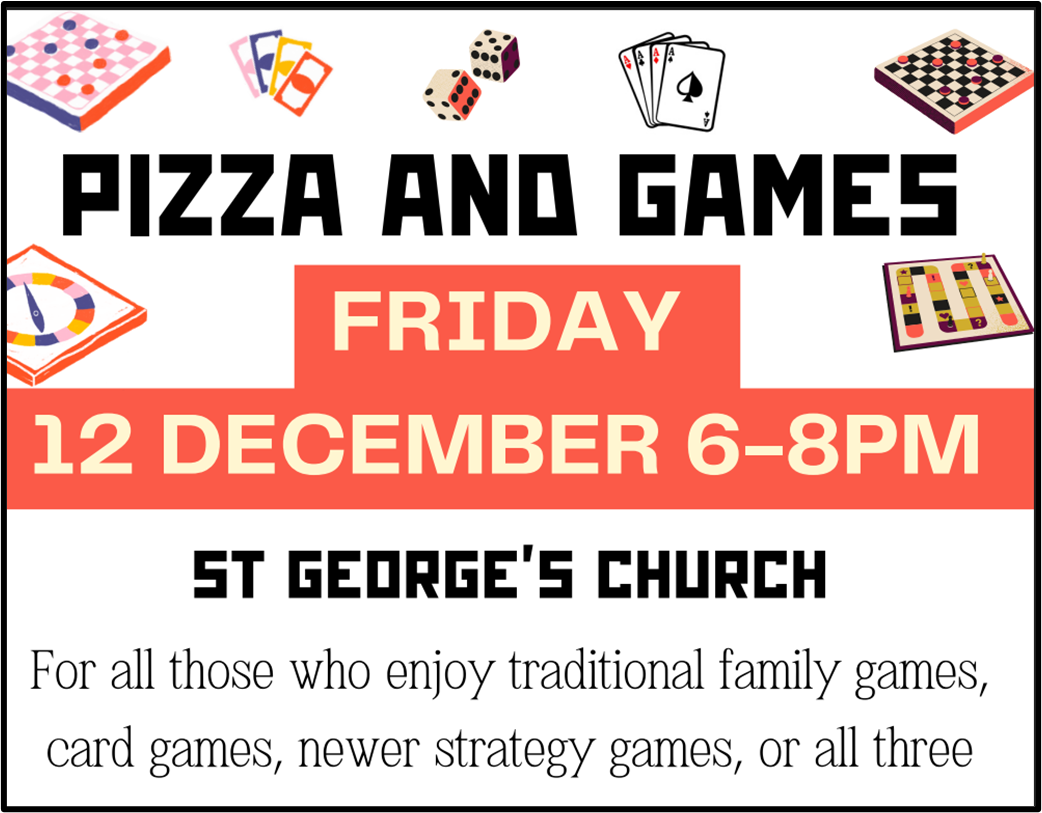 PIZZA AND GAMES
FRIDAY
12 DECEMBER 6–8PM
ST GEORGE'S CHURCH
For all those who enjoy traditional family games,
card games, newer strategy games, or all three